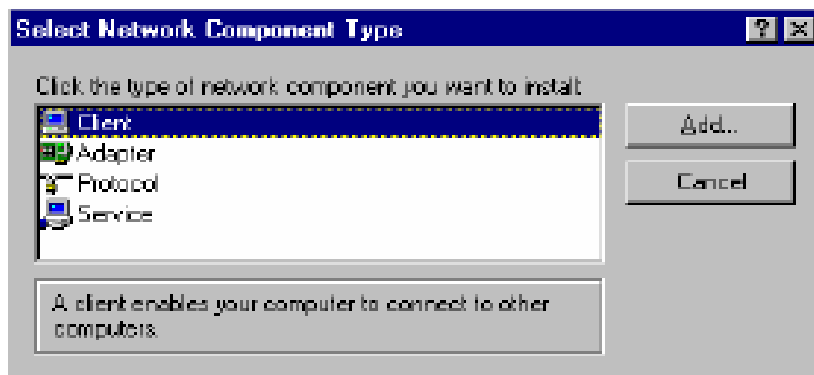 Select Network Component Type
Click the type of network component you want to install:
Client
Adapter
Protocol
Service
Add...
Cancel
A client enables your computer to connect to other
computers.